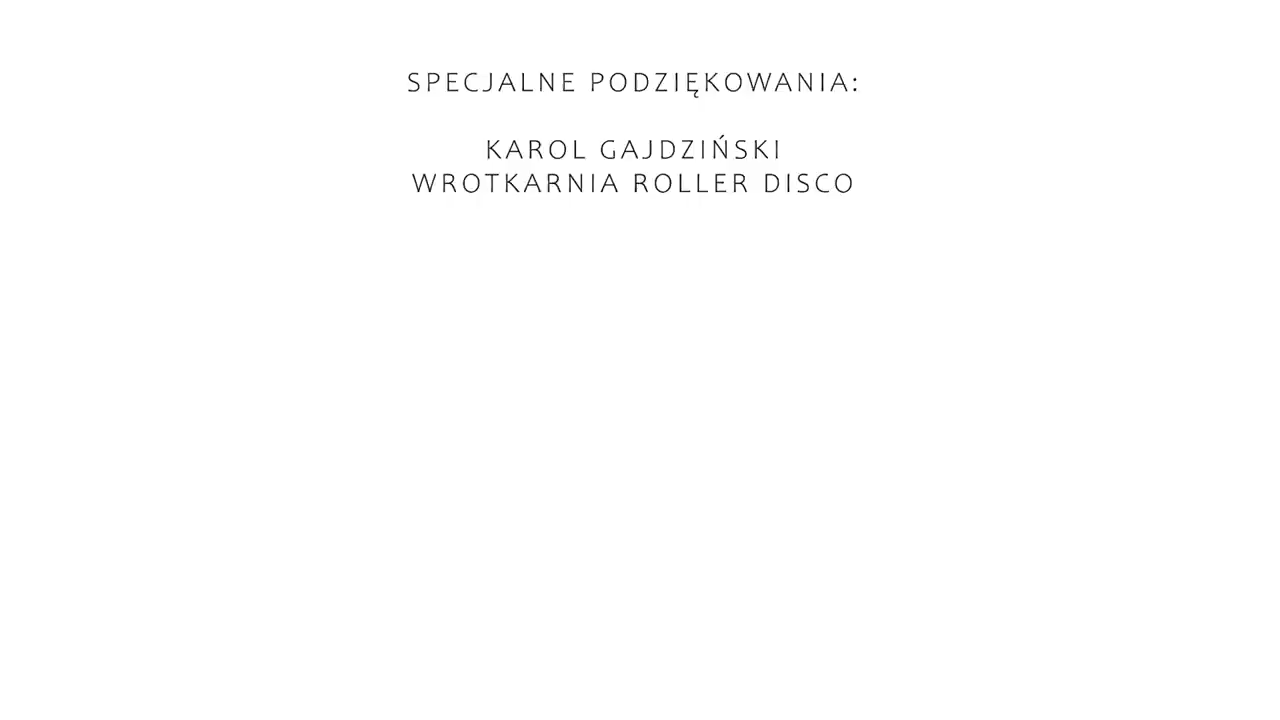 SPECJALNE PODZIĘKOWANIA:
KAROL GAJDZIŃSKI
WROTKARNIA ROLLER DISCO